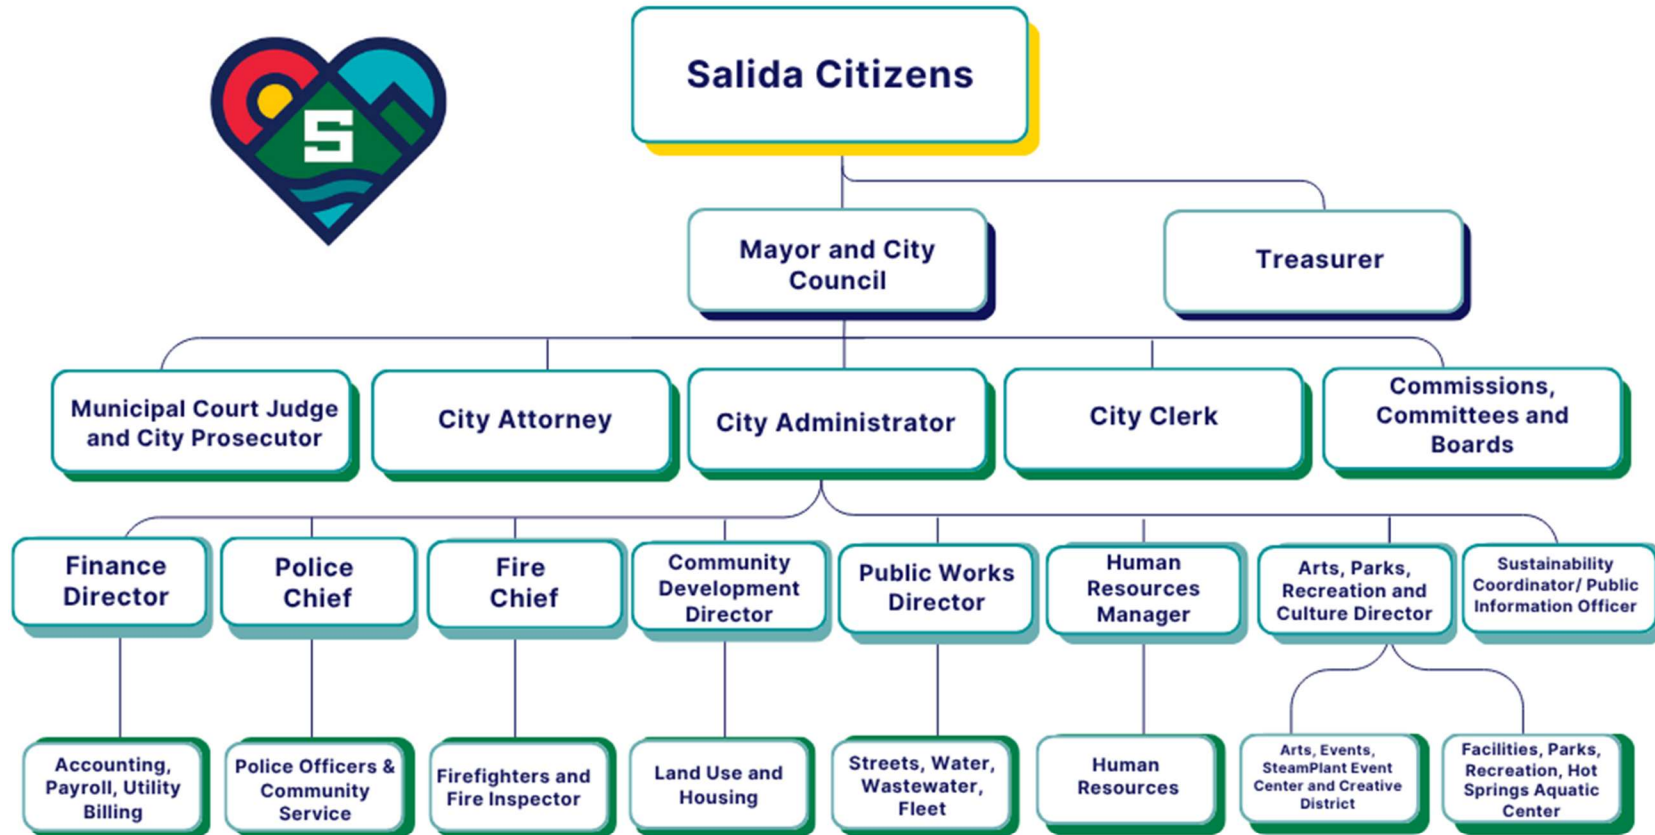 S
Salida Citizens
Mayor and City
Council
Treasurer
Municipal Court Judge
and City Prosecutor
City Attorney
City Administrator
City Clerk
Commissions,
Committees and
Boards
Finance
Director
Police
Chief
Fire
Chief
Community
Development
Director
Public Works
Director
Human
Resources
Manager
Arts, Parks,
Recreation and
Culture Director
Sustainability
Coordinator/ Public
Information Officer
Accounting,
Payroll, Utility
Billing
Police Officers &
Community
Service
Firefighters and
Fire Inspector
Land Use and
Housing
Streets, Water,
Wastewater,
Fleet
Human
Resources
Arts, Events,
SteamPlant Event
Center and Creative
District
Facilities, Parks,
Recreation, Hot
Springs Aquatic
Center